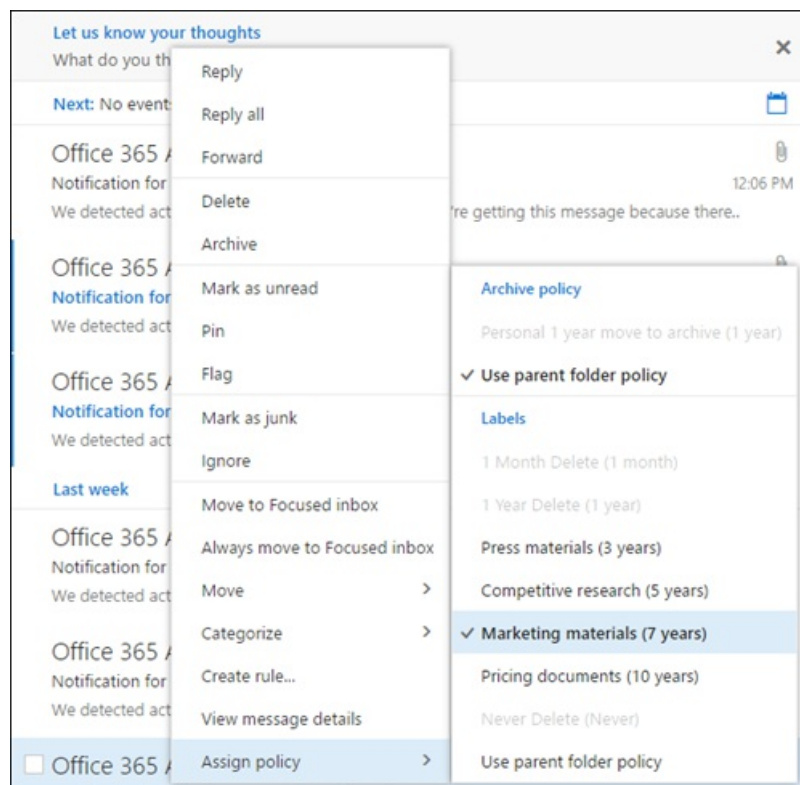 Let us know your thoughts
What do you th
Next: No event
Office 365 A
Notification for
12:06 PM
We detected act
're getting this message because there..
Office 365 A
Notification for
We detected act
Office 365 A
Notification for
We detected act
Last week
Office 365 A
Notification for
We detected act
Office 365 A
Notification for
We detected act
Office 365 A
Reply
Reply all
Forward
Delete
Archive
Mark as unread
Pin
Flag
Mark as junk
Ignore
Move to Focused inbox
Always move to Focused inbox
Move
Categorize
Create rule...
View message details
Assign policy
Archive policy
Personal 1 year move to archive (1 year)
Use parent folder policy
Labels
1 Month Delete (1 month)
1 Year Delete (1 year)
Press materials (3 years)
Competitive research (5 years)
Marketing materials (7 years)
Pricing documents (10 years)
Never Delete (Never)
Use parent folder policy